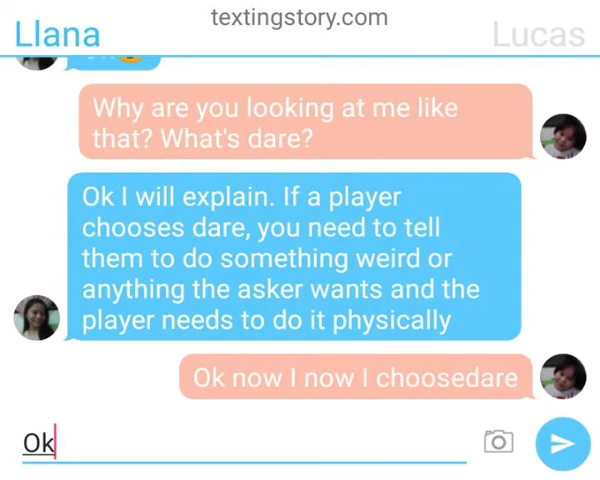 textingstory.com
Llana
Lucas
Why are you looking at me like
that? What's dare?
Ok I will explain. If a player
chooses dare, you need to tell
them to do something weird or
anything the asker wants and the
player needs to do it physically
Ok now I now I choosedare
Ok